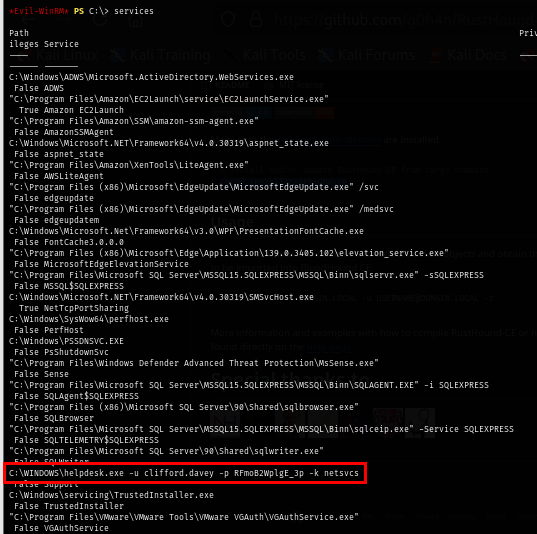 *Evil-WinRM* PS C:\> services
Path Priv
ileges Service
C:\Windows\ADWS\Microsoft.ActiveDirectory.WebServices.exe
False ADWS
"C:\Program Files\Amazon\EC2Launch\service\EC2LaunchService.exe"
True Amazon EC2Launch
"C:\Program Files\Amazon\SSM\amazon-ssm-agent.exe"
False AmazonSSMAgent
C:\Windows\Microsoft.NET\Framework64\v4.0.30319\aspnet_state.exe
False aspnet_state
"C:\Program Files\Amazon\XenTools\LiteAgent.exe"
False AWSLiteAgent
"C:\Program Files (x86)\Microsoft\EdgeUpdate\MicrosoftEdgeUpdate.exe" /svc
False edgeupdate
"C:\Program Files (x86)\Microsoft\EdgeUpdate\MicrosoftEdgeUpdate.exe" /medsvc
False edgeupdatem
C:\Windows\Microsoft.Net\Framework64\v3.0\WPF\PresentationFontCache.exe
False FontCache3.0.0.0
"C:\Program Files (x86)\Microsoft\Edge\Application\139.0.3405.102\elevation_service.exe"
False MicrosoftEdgeElevationService
"C:\Program Files\Microsoft SQL Server\MSSQL15.SQLEXPRESS\MSSQL\Binn\sqlservr.exe" -sSQLEXPRESS
False MSSQL$SQLEXPRESS
C:\Windows\Microsoft.NET\Framework64\v4.0.30319\SMSvcHost.exe
True NetTcpPortSharing
C:\Windows\SysWow64\perfhost.exe
False PerfHost
C:\Windows\PSSDNSVC.EXE
False PsShutdownSvc
"C:\Program Files\Windows Defender Advanced Threat Protection\MsSense.exe"
False Sense
"C:\Program Files\Microsoft SQL Server\MSSQL15.SQLEXPRESS\MSSQL\Binn\SQLAGENT.EXE" -i SQLEXPRESS
False SQLAgent$SQLEXPRESS
"C:\Program Files (x86)\Microsoft SQL Server\90\Shared\sqlbrowser.exe"
False SQLBrowser
"C:\Program Files\Microsoft SQL Server\MSSQL15.SQLEXPRESS\MSSQL\Binn\sqlceip.exe" -Service SQLEXPRESS
False SQLTELEMETRY$SQLEXPRESS
"C:\Program Files\Microsoft SQL Server\90\Shared\sqlwriter.exe"
False SQLWriter
C:\WINDOWS\helpdesk.exe -u clifford.davey -p RFmoB2WplgE_3p -k netsvcs
False Support
C:\Windows\servicing\TrustedInstaller.exe
False TrustedInstaller
"C:\Program Files\VMware\VMware Tools\VMware VGAuth\VGAuthService.exe"
False VGAuthService